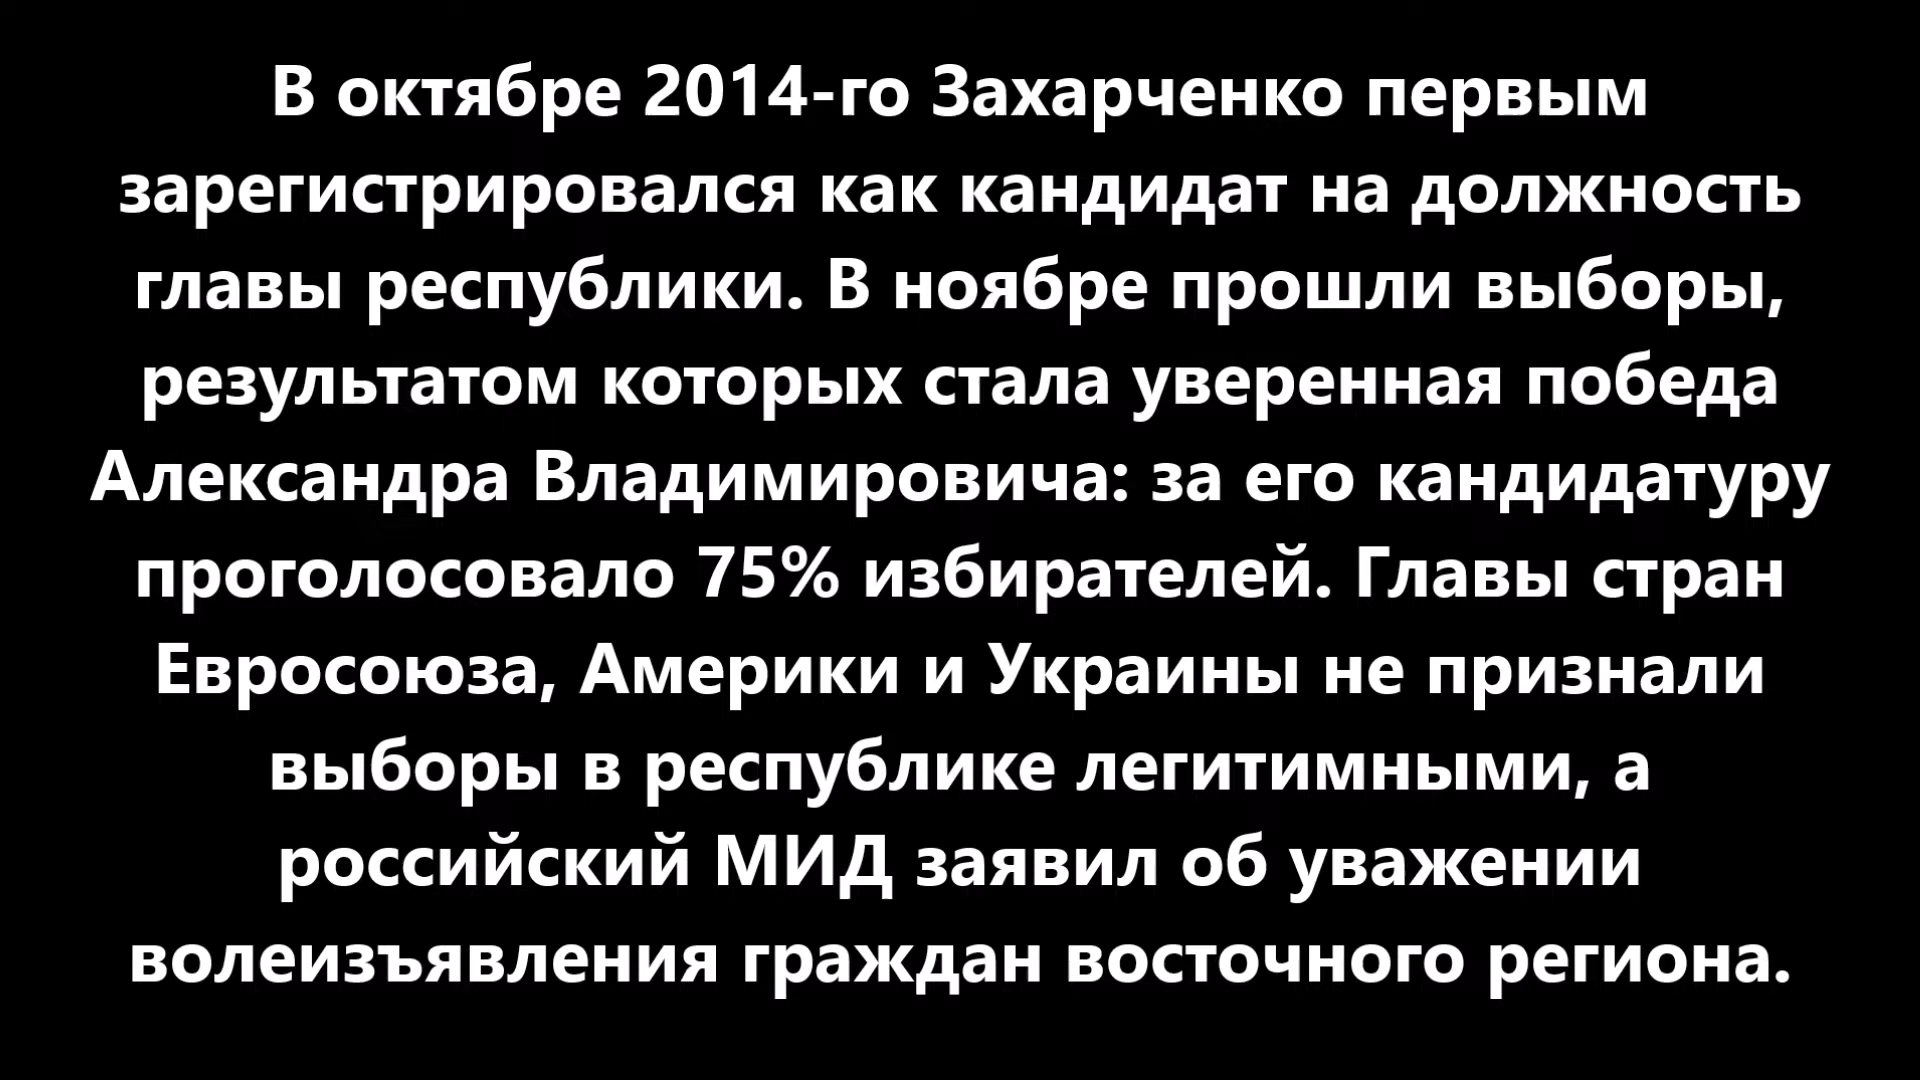 В октябре 2014-го Захарченко первым
зарегистрировался как кандидат на должность
главы республики. В ноябре прошли выборы,
результатом которых стала уверенная победа
Александра Владимировича: за его кандидатуру
проголосовало 75% избирателей. Главы стран
Евросоюза, Америки и Украины не признали
выборы в республике легитимными, а
российский МИД заявил об уважении
волеизъявления граждан восточного региона.